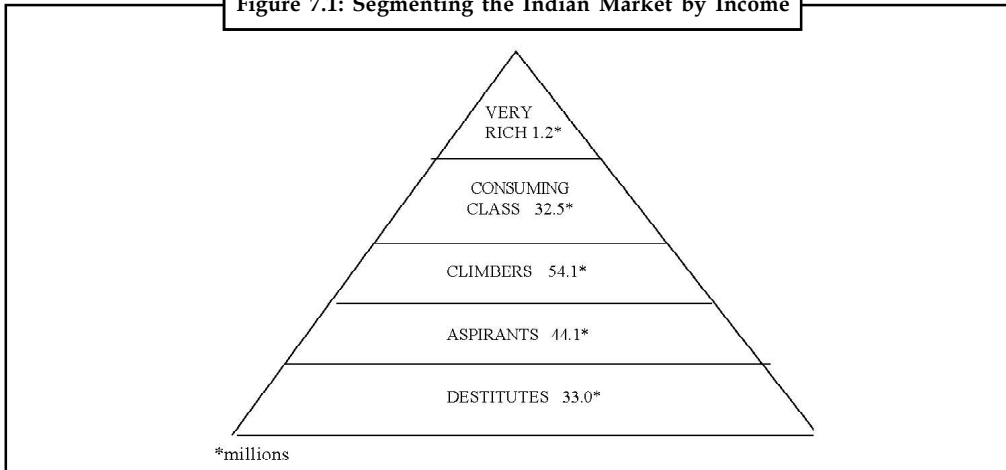 Figure 7.1: Segmenting the Indian Market by Income
VERY
RICH 1.2*
CONSUMING
CLASS 32.5*
CLIMBERS 54.1*
ASPIRANTS 44.1*
DESTITUTES 33.0*
*millions